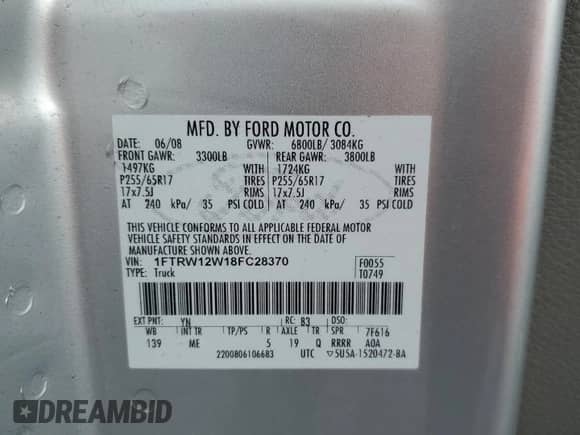 MFD. BY FORD MOTOR CO.
DATE: 06/08 GVWR: 6800LB/ 3084KG
FRONT GAWR: 3300LB REAR GAWR: 3800LB
1497KG WITH 1724KG WITH
P255/65R17 TIRES P255/65R17 TIRES
17x7.5J RIMS 17x7.5J RIMS
AT 240 kPa/ 35 PSI COLD AT 240 kPa/ 35 PSI COLD
THIS VEHICLE CONFORMS TO ALL APPLICABLE FEDERAL MOTOR
VEHICLE SAFETY STANDARDS IN EFFECT ON THE DATE OF
MANUFACTURE SHOWN ABOVE.
VIN: 1FTRW12W18FC28370 F0055
TYPE: Truck T0749
EXT PNT: YN RC: B3 DSO:
WB INT TR TP/PS R AXLE TR SPR 7F616
139 ME 5 19 Q RRRR AOA
2200806106683 UTC 5U5A-1520472-BA
DREAMBID